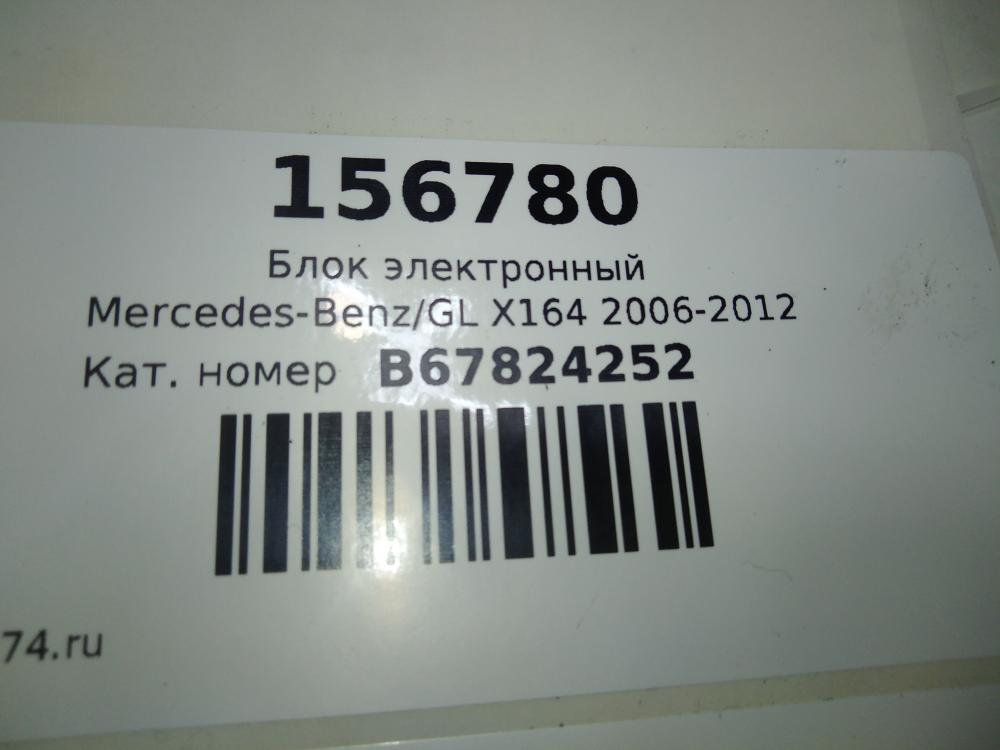 156780
Блок электронный
Mercedes-Benz/GL X164 2006-2012
Кат. номер B67824252
74.ru